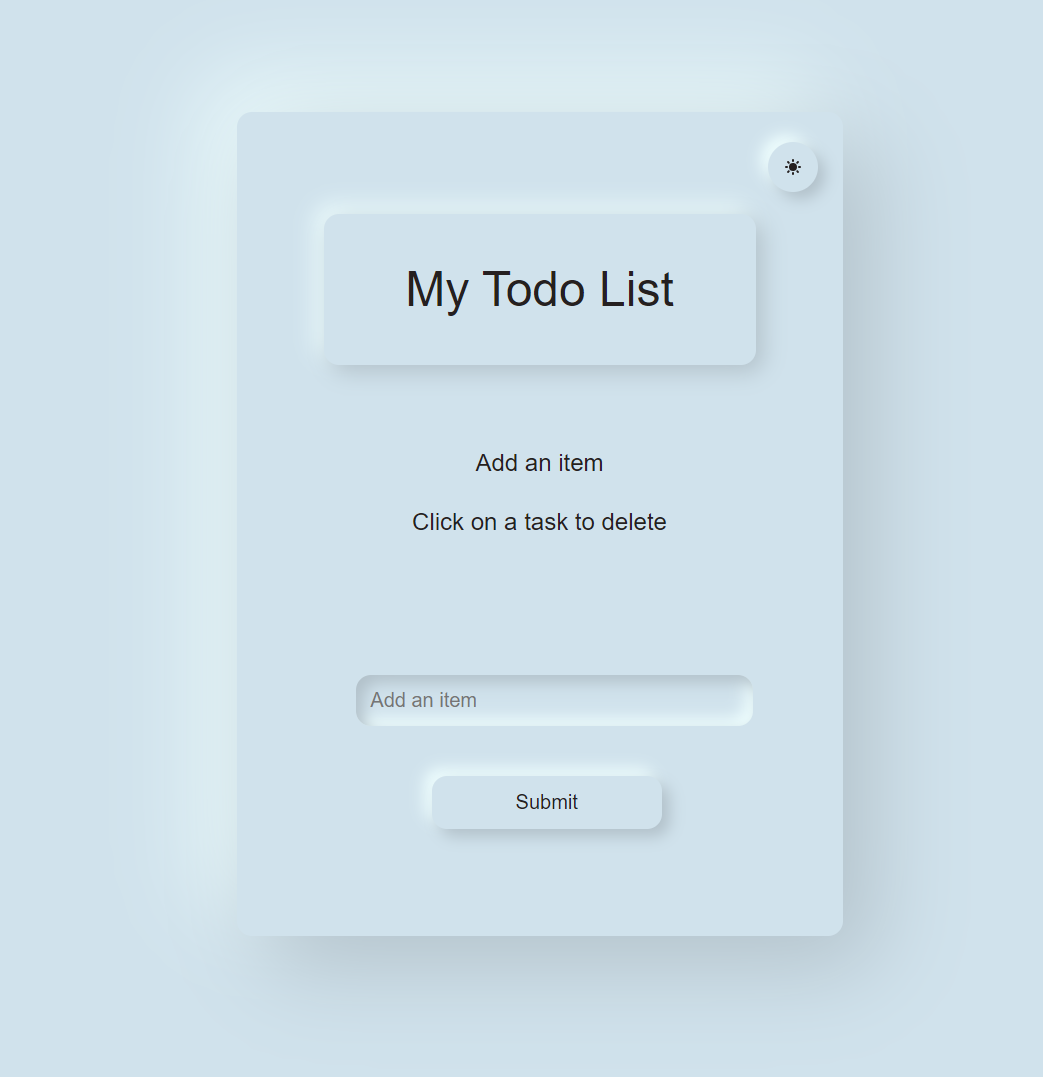 My Todo List
Add an item
Click on a task to delete
Add an item
Submit